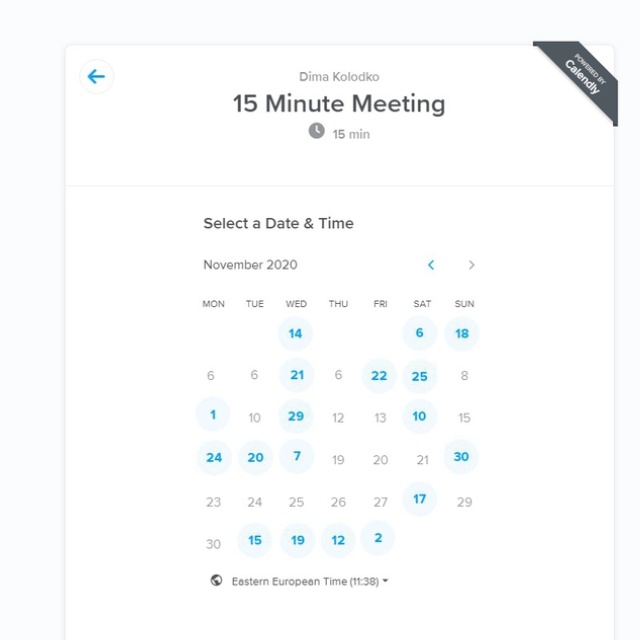 POWERED BY
Calendly
Dima Kolodko
15 Minute Meeting
15 min
Select a Date & Time
November 2020
MON TUE WED THU FRI SAT SUN
14 6 18
6 6 21 6 22 25 8
1 10 29 12 13 10 15
24 20 7 19 20 21 30
23 24 25 26 27 17 29
30 15 19 12 2
Eastern European Time (11:38)